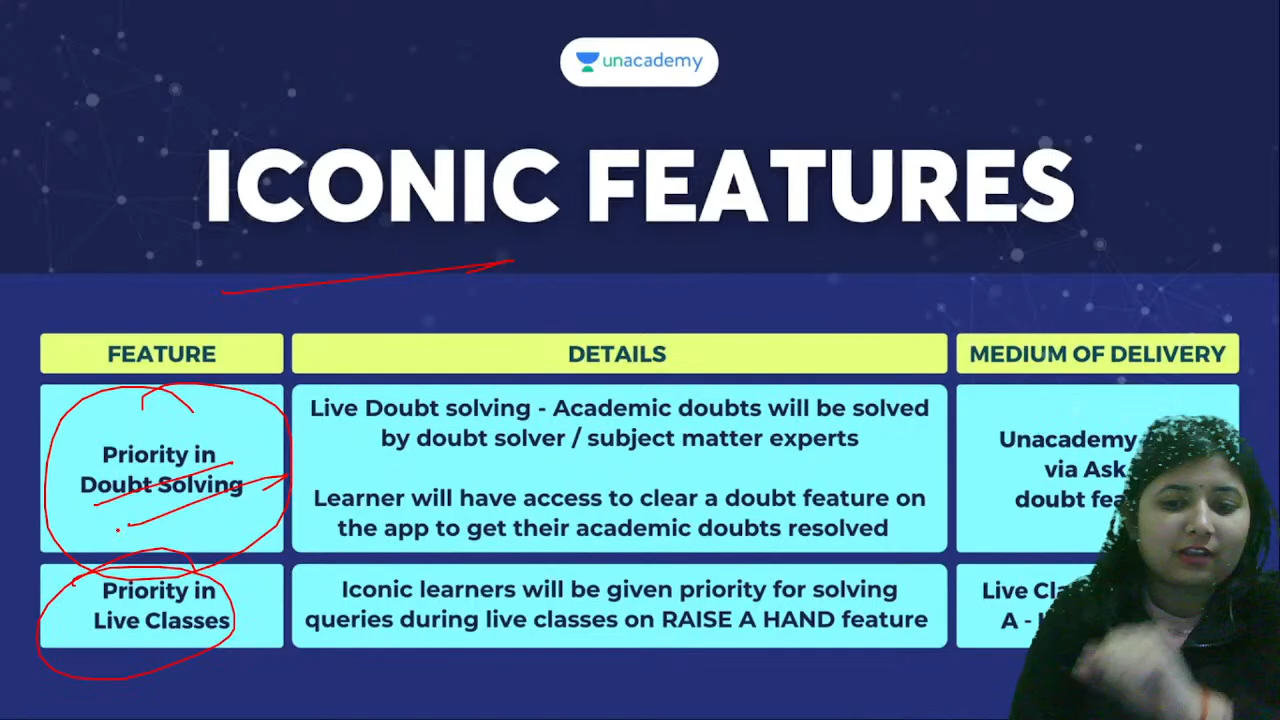 unacademy
ICONIC FEATURES
FEATURE
DETAILS
MEDIUM OF DELIVERY
Priority in
Doubt Solving
Live Doubt solving - Academic doubts will be solved
by doubt solver / subject matter experts
Learner will have access to clear a doubt feature on
the app to get their academic doubts resolved
Unacademy
via Ask
doubt
Priority in
Live Classes
Iconic learners will be given priority for solving
queries during live classes on RAISE A HAND feature
Live
A -